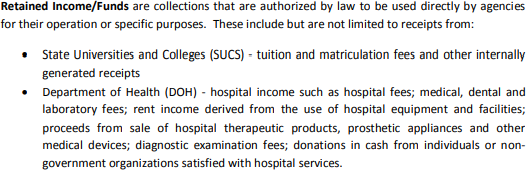 Retained Income/Funds are collections that are authorized by law to be used directly by agencies
for their operation or specific purposes. These include but are not limited to receipts from:
• State Universities and Colleges (SUCS) - tuition and matriculation fees and other internally
generated receipts
• Department of Health (DOH) - hospital income such as hospital fees; medical, dental and
laboratory fees; rent income derived from the use of hospital equipment and facilities;
proceeds from sale of hospital therapeutic products, prosthetic appliances and other
medical devices; diagnostic examination fees; donations in cash from individuals or non-
government organizations satisfied with hospital services.